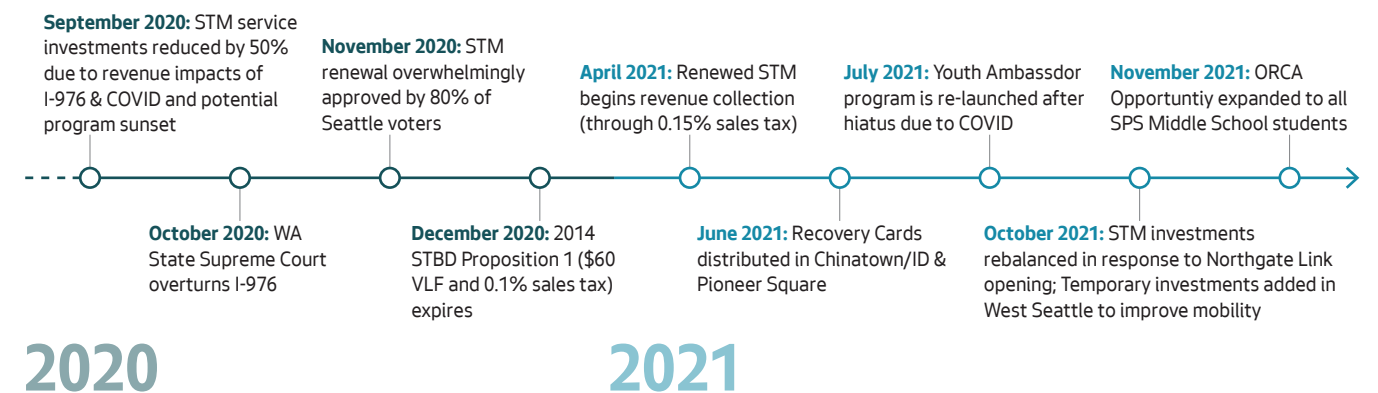 September 2020: STM service
investments reduced by 50%
due to revenue impacts of
I-976 & COVID and potential
program sunset
October 2020: WA
State Supreme Court
overturns I-976
November 2020: STM
renewal overwhelmingly
approved by 80% of
Seattle voters
December 2020: 2014
STBD Proposition 1 ($60
VLF and 0.1% sales tax)
expires
April 2021: Renewed STM
begins revenue collection
(through 0.15% sales tax)
June 2021: Recovery Cards
distributed in Chinatown/ID &
Pioneer Square
July 2021: Youth Ambassdor
program is re-launched after
hiatus due to COVID
October 2021: STM investments
rebalanced in response to Northgate Link
opening; Temporary investments added in
West Seattle to improve mobility
November 2021: ORCA
Opportuntiy expanded to all
SPS Middle School students
2020
2021